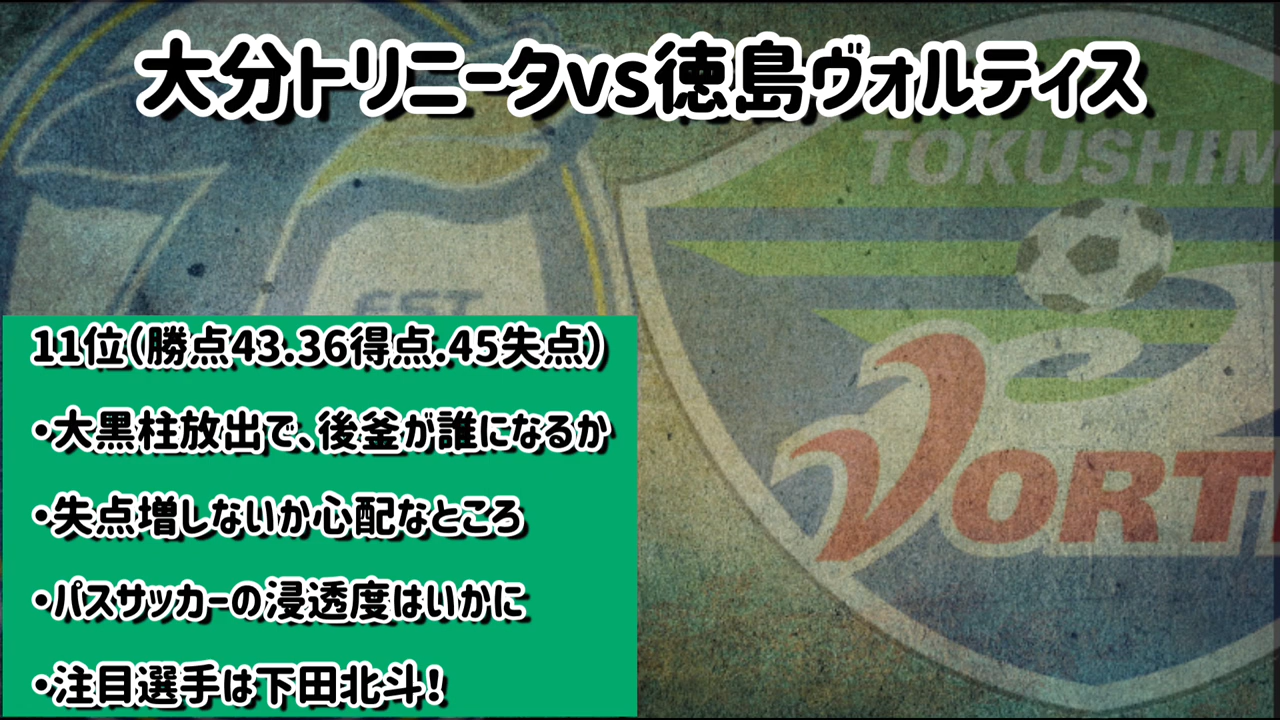 大分トリニータvs徳島ヴォルティス
TOKUSHIM
EST
VORT
11位(勝点43.36得点.45失点)
・大黒柱放出で、後釜が誰になるか
・失点増しないか心配なところ
・パスサッカーの浸透度はいかに
・注目選手は下田北斗!